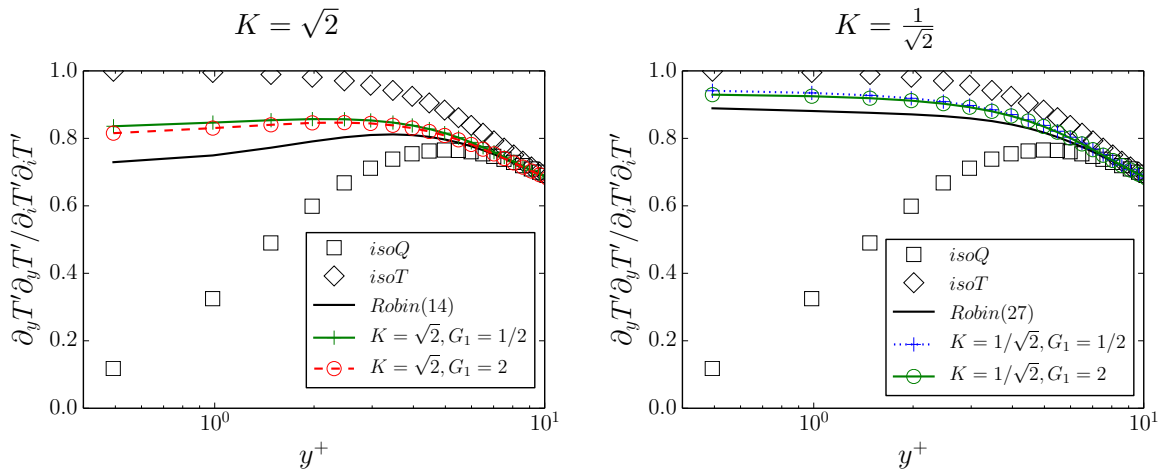 K = √2
∂yT′∂yT′/∂iT′∂iT′
1.0
0.8
0.6
0.4
0.2
0.0
isoQ
isoT
Robin(14)
K = √2, G₁ = 1/2
K = √2, G₁ = 2
10⁰
10¹
y⁺
K = 1/√2
∂yT′∂yT′/∂iT′∂iT′
1.0
0.8
0.6
0.4
0.2
0.0
isoQ
isoT
Robin(27)
K = 1/√2, G₁ = 1/2
K = 1/√2, G₁ = 2
10⁰
10¹
y⁺